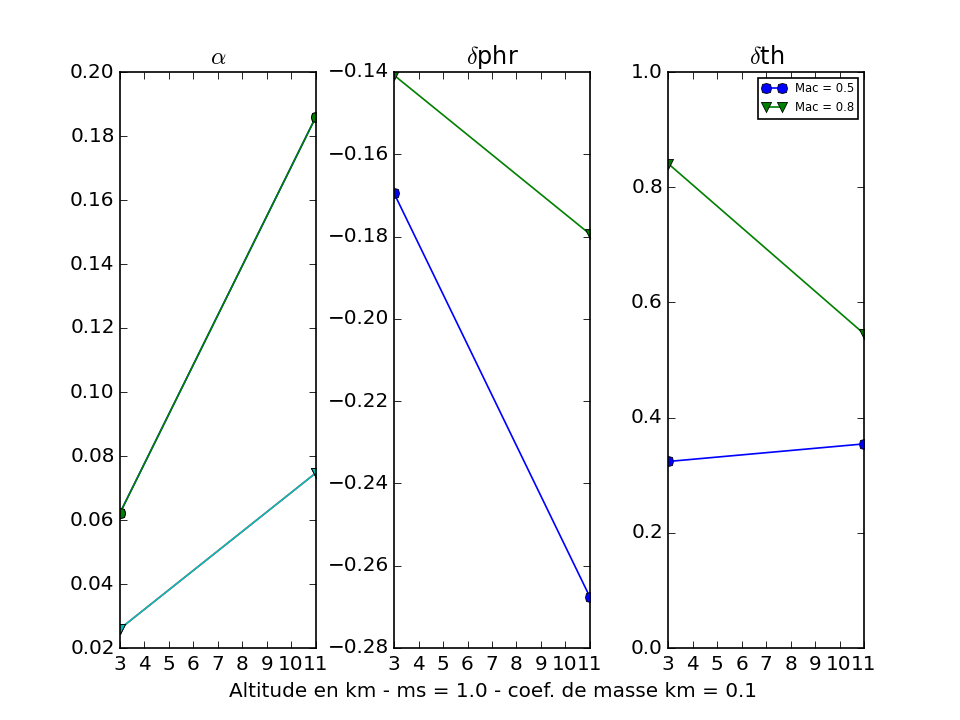 α
δphr
δth
0.20
0.18
0.16
0.14
0.12
0.10
0.08
0.06
0.04
0.02
3 4 5 6 7 8 9 10 11
−0.14
−0.16
−0.18
−0.20
−0.22
−0.24
−0.26
−0.28
3 4 5 6 7 8 9 10 11
1.0
0.8
0.6
0.4
0.2
0.0
3 4 5 6 7 8 9 10 11
Mac = 0.5
Mac = 0.8
Altitude en km - ms = 1.0 - coef. de masse km = 0.1